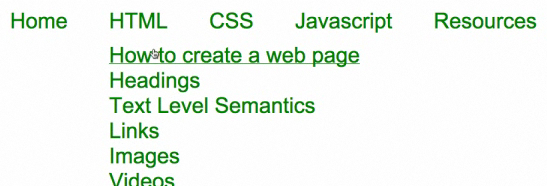 Home HTML CSS Javascript Resources
How to create a web page
Headings
Text Level Semantics
Links
Images
Videos